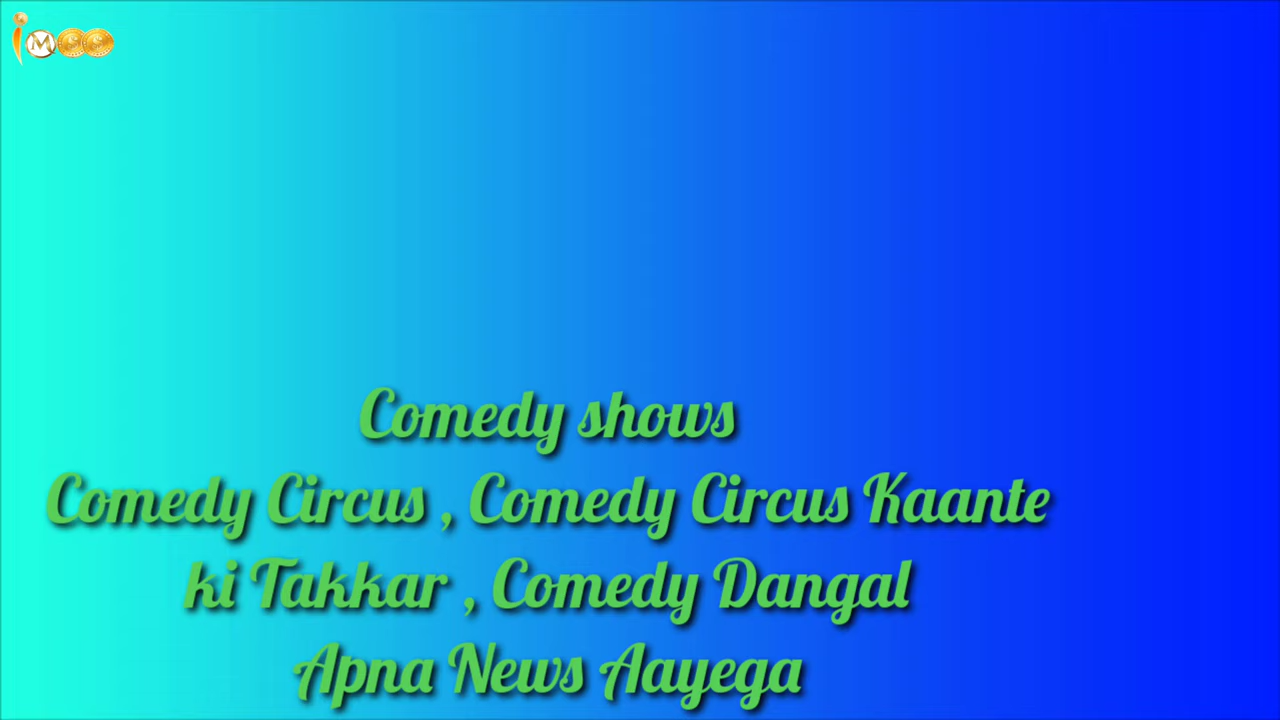 Comedy shows
Comedy Circus , Comedy Circus Kaante
ki Takkar , Comedy Dangal
Apna News Aayega